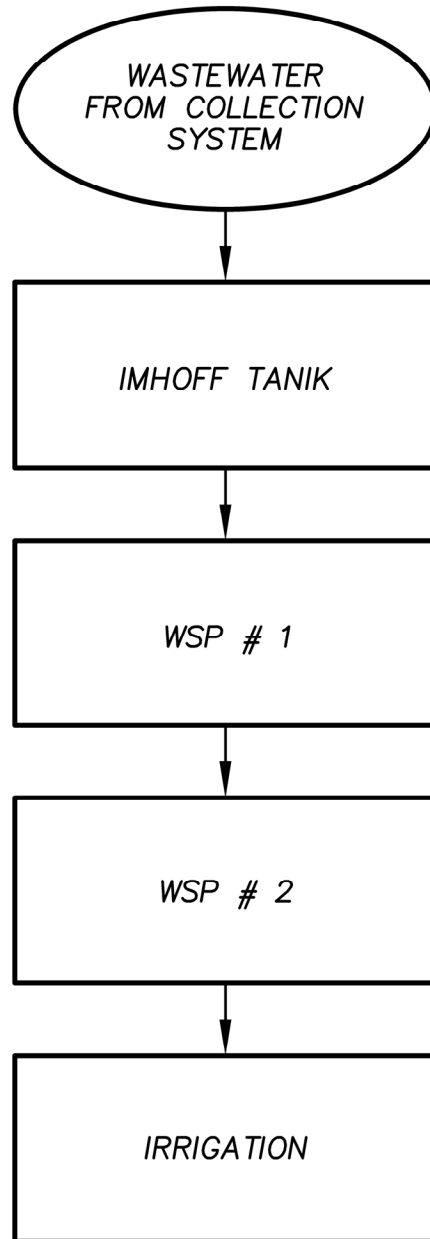 WASTEWATER
FROM COLLECTION
SYSTEM
IMHOFF TANIK
WSP # 1
WSP # 2
IRRIGATION